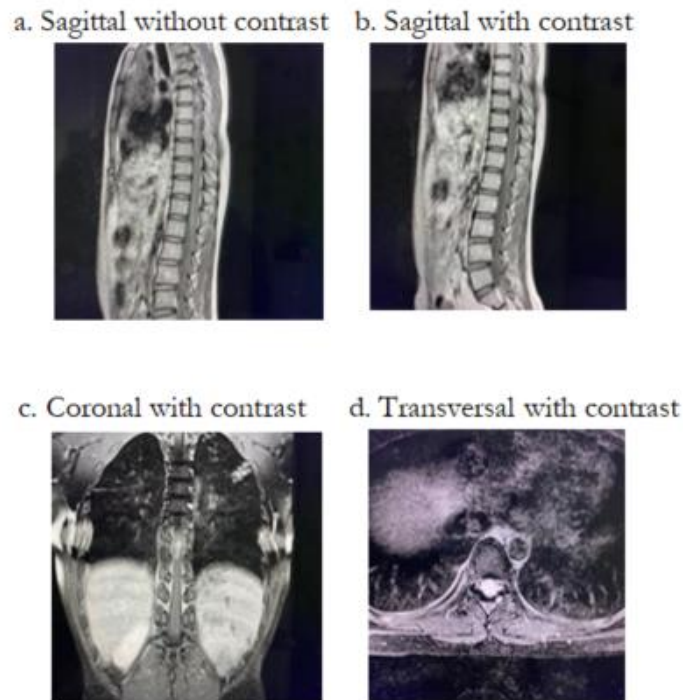 a. Sagittal without contrast
b. Sagittal with contrast
c. Coronal with contrast
d. Transversal with contrast